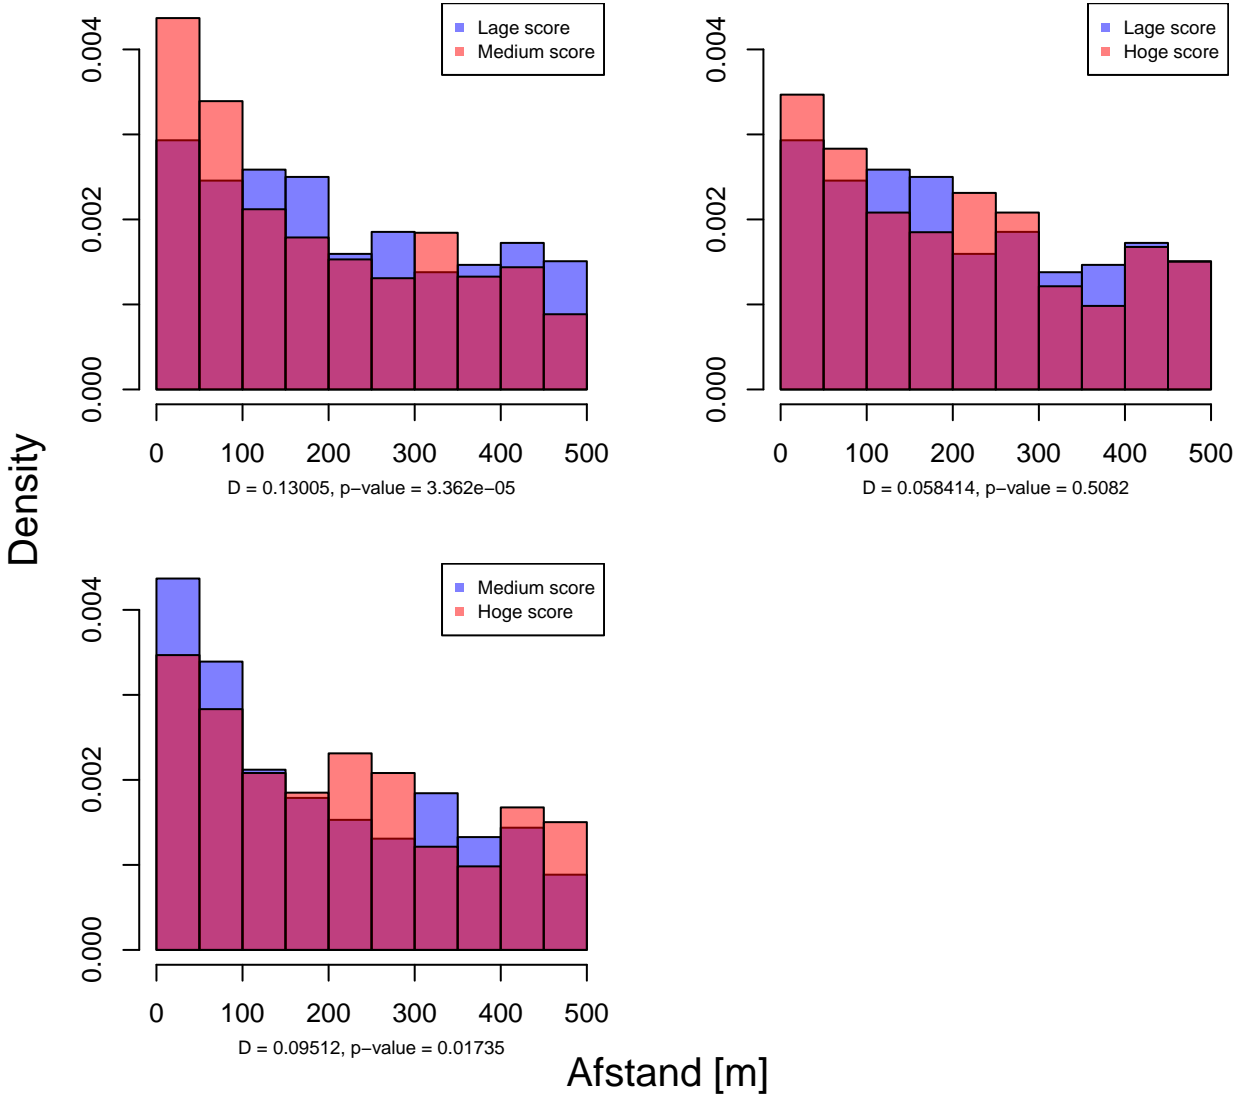 Lage score
Medium score
0.000
0.002
0.004
0 100 200 300 400 500
D = 0.13005, p−value = 3.362e−05
Lage score
Hoge score
0.000
0.002
0.004
0 100 200 300 400 500
D = 0.058414, p−value = 0.5082
Density
Medium score
Hoge score
0.000
0.002
0.004
0 100 200 300 400 500
D = 0.09512, p−value = 0.01735
Afstand [m]